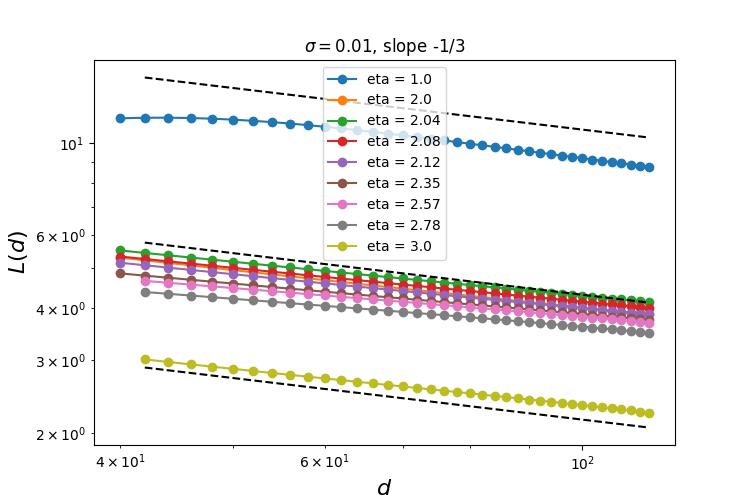 σ = 0.01, slope -1/3
L(d)
10¹
6 × 10⁰
4 × 10⁰
3 × 10⁰
2 × 10⁰
eta = 1.0
eta = 2.0
eta = 2.04
eta = 2.08
eta = 2.12
eta = 2.35
eta = 2.57
eta = 2.78
eta = 3.0
4 × 10¹
6 × 10¹
10²
d